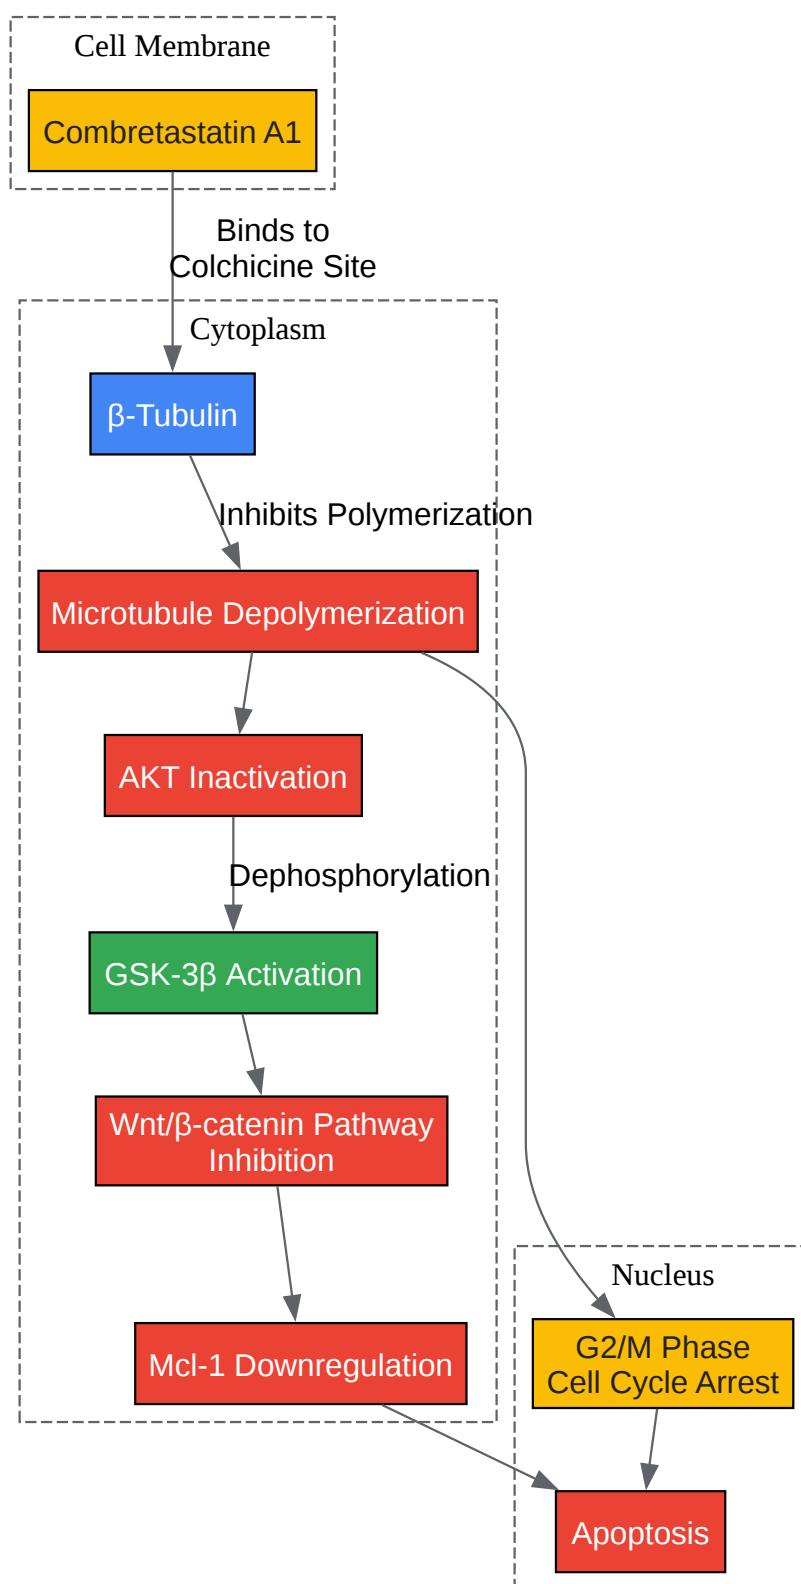 Cell Membrane
Combretastatin A1
Binds to
Colchicine Site
Cytoplasm
β-Tubulin
Inhibits Polymerization
Microtubule Depolymerization
AKT Inactivation
Dephosphorylation
GSK-3β Activation
Wnt/β-catenin Pathway
Inhibition
Nucleus
G2/M Phase
Cell Cycle Arrest
Mcl-1 Downregulation
Apoptosis